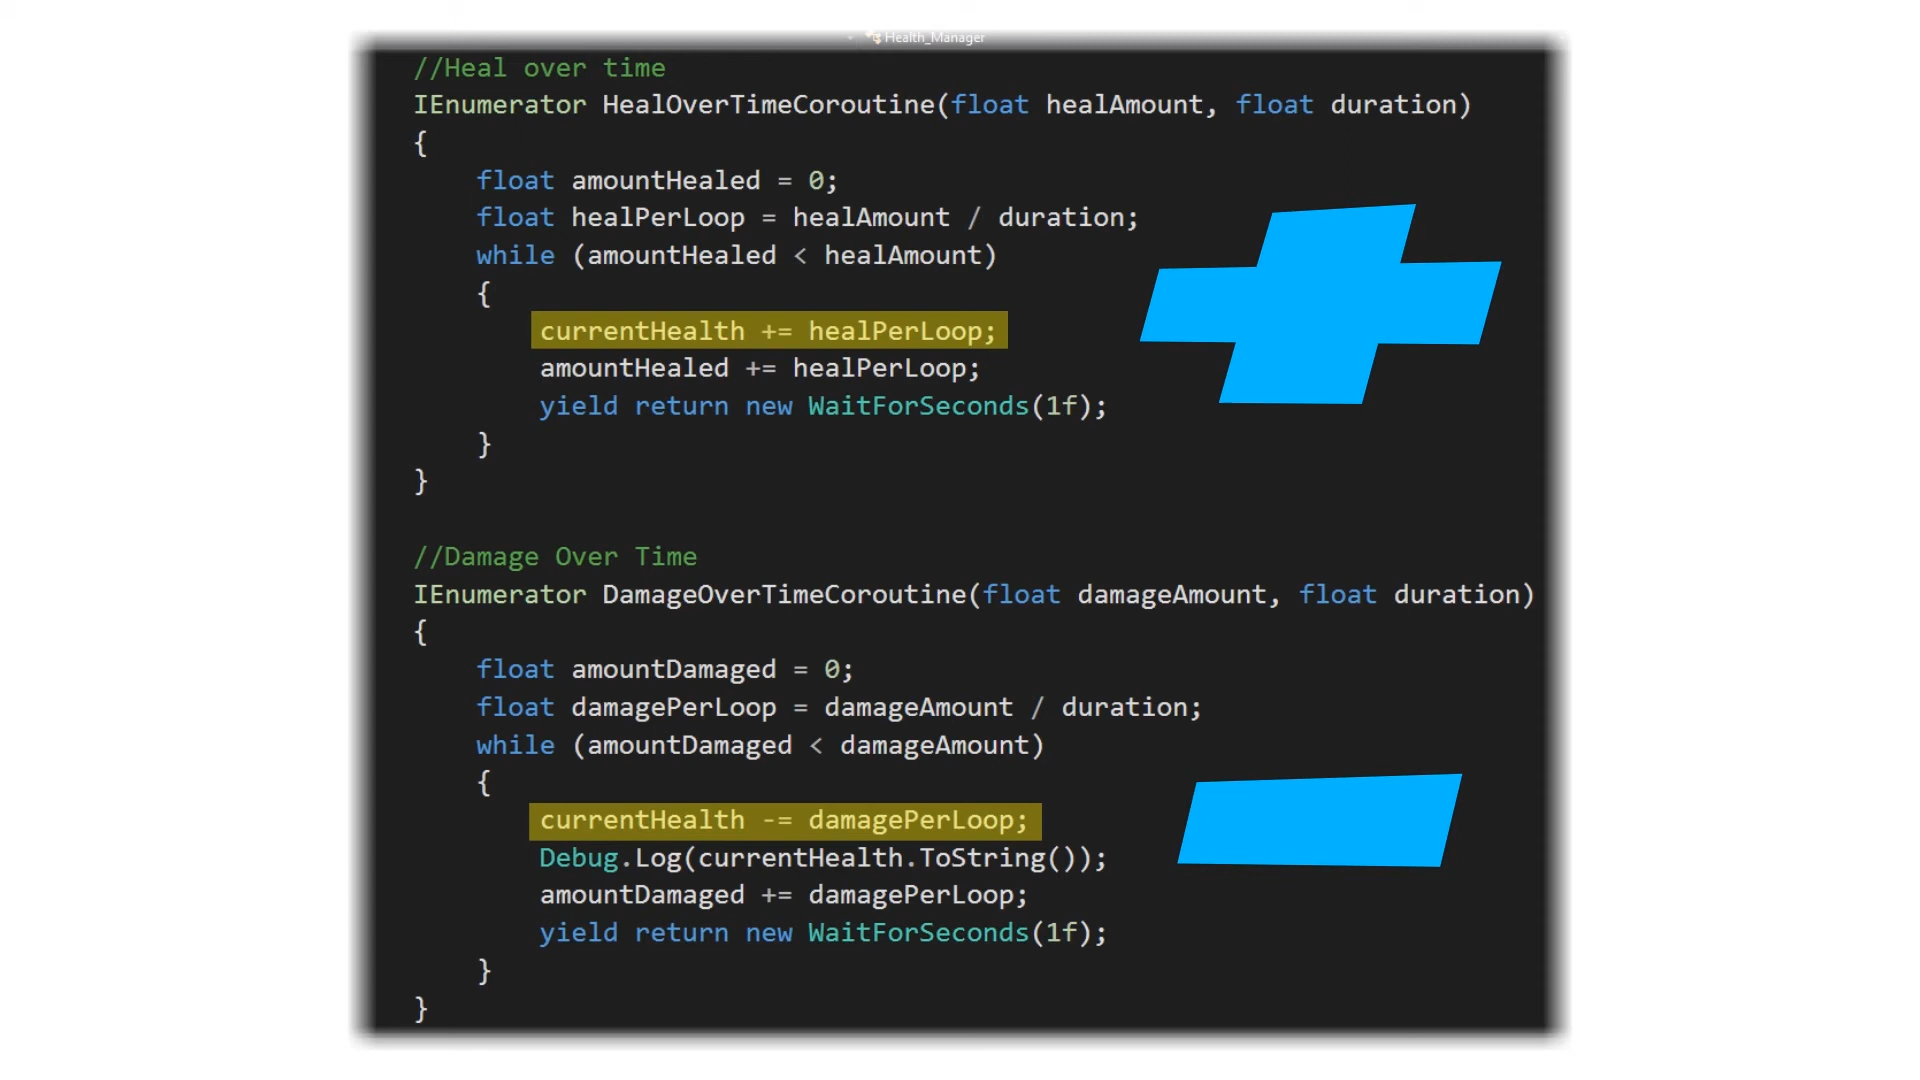 Health_Manager
//Heal over time
IEnumerator HealOverTimeCoroutine(float healAmount, float duration)
{
    float amountHealed = 0;
    float healPerLoop = healAmount / duration;
    while (amountHealed < healAmount)
    {
        currentHealth += healPerLoop;
        amountHealed += healPerLoop;
        yield return new WaitForSeconds(1f);
    }
}

//Damage Over Time
IEnumerator DamageOverTimeCoroutine(float damageAmount, float duration)
{
    float amountDamaged = 0;
    float damagePerLoop = damageAmount / duration;
    while (amountDamaged < damageAmount)
    {
        currentHealth -= damagePerLoop;
        Debug.Log(currentHealth.ToString());
        amountDamaged += damagePerLoop;
        yield return new WaitForSeconds(1f);
    }
}